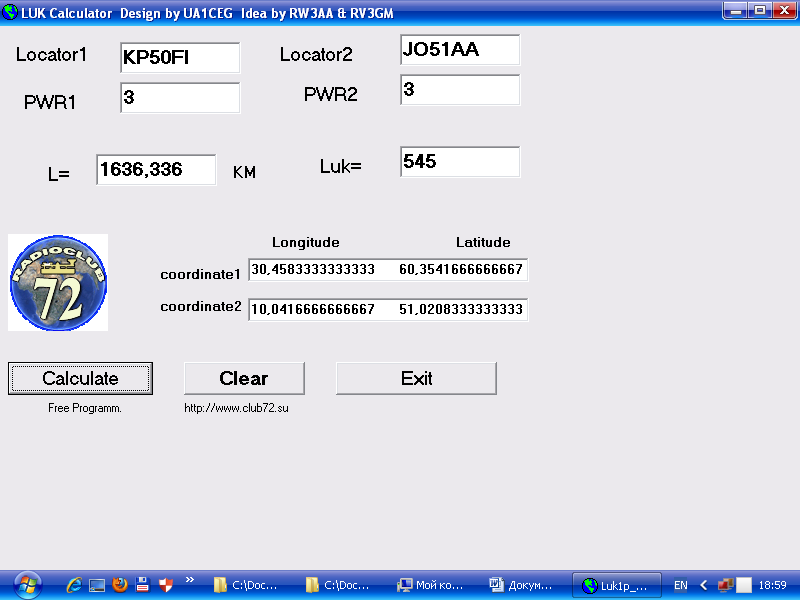 LUK Calculator  Design by UA1CEG  Idea by RW3AA & RV3GM
Locator1 KP50FI Locator2 JO51AA
PWR1 3 PWR2 3
L= 1636,336 KM Luk= 545
RADIOCLUB
72
Longitude Latitude
coordinate1 30,4583333333333 60,3541666666667
coordinate2 10,0416666666667 51,0208333333333
Calculate Clear Exit
Free Programm. http://www.club72.su
» C:\Doc... C:\Doc... Мой ко... Докум... Luk1p_... EN 18:59